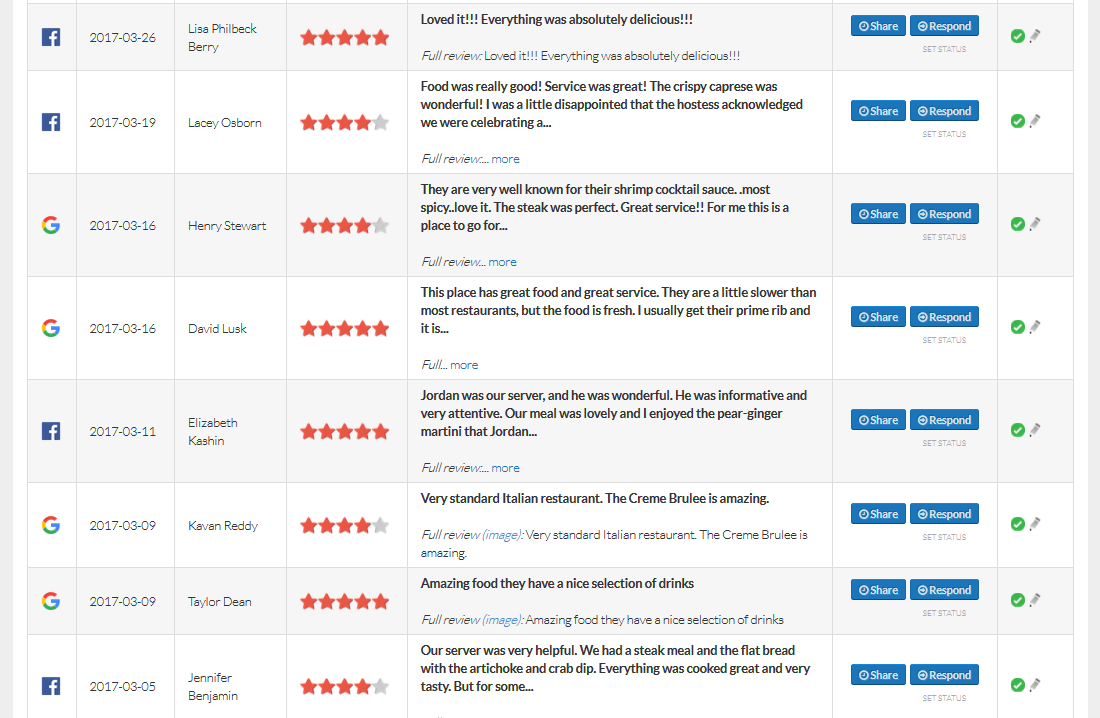 2017-03-26
Lisa Philbeck
Berry
Loved it!!! Everything was absolutely delicious!!!
Full review: Loved it!!! Everything was absolutely delicious!!!
Share Respond
SET STATUS
2017-03-19
Lacey Osborn
Food was really good! Service was great! The crispy caprese was
wonderful! I was a little disappointed that the hostess acknowledged
we were celebrating a...
Full review:... more
Share Respond
SET STATUS
2017-03-16
Henry Stewart
They are very well known for their shrimp cocktail sauce. .most
spicy..love it. The steak was perfect. Great service!! For me this is a
place to go for...
Full review... more
Share Respond
SET STATUS
2017-03-16
David Lusk
This place has great food and great service. They are a little slower than
most restaurants, but the food is fresh. I usually get their prime rib and
it is...
Full... more
Share Respond
SET STATUS
2017-03-11
Elizabeth
Kashin
Jordan was our server, and he was wonderful. He was informative and
very attentive. Our meal was lovely and I enjoyed the pear-ginger
martini that Jordan...
Full review:... more
Share Respond
SET STATUS
2017-03-09
Kavan Reddy
Very standard Italian restaurant. The Creme Brulee is amazing.
Full review (image): Very standard Italian restaurant. The Creme Brulee is
amazing.
Share Respond
SET STATUS
2017-03-09
Taylor Dean
Amazing food they have a nice selection of drinks
Full review (image): Amazing food they have a nice selection of drinks
Share Respond
SET STATUS
2017-03-05
Jennifer
Benjamin
Our server was very helpful. We had a steak meal and the flat bread
with the artichoke and crab dip. Everything was cooked great and very
tasty. But for some...
Share Respond
SET STATUS